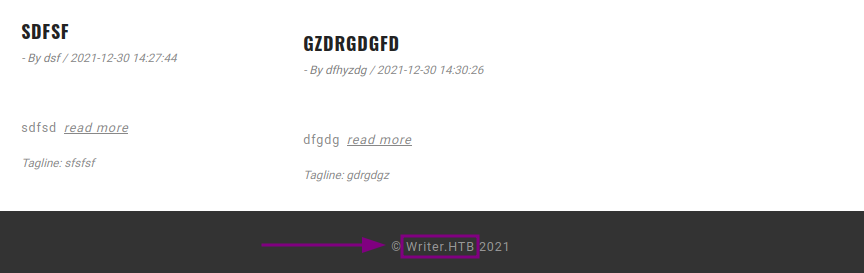 SDFSF
- By dsf / 2021-12-30 14:27:44
sdfsd read more
Tagline: sfsfsf
GZDRGDGFD
- By dfhyzdg / 2021-12-30 14:30:26
dfgdg read more
Tagline: gdrgdgz
© Writer.HTB 2021